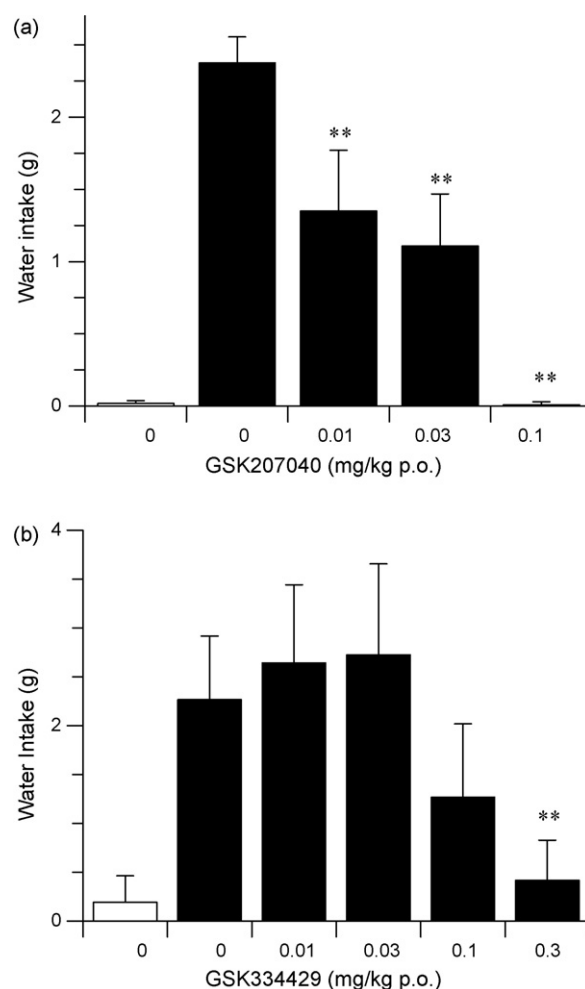 (a)
Water intake (g)
2
1
0
**
**
**
0 0 0.01 0.03 0.1
GSK207040 (mg/kg p.o.)
(b)
Water Intake (g)
4
2
0
**
0 0 0.01 0.03 0.1 0.3
GSK334429 (mg/kg p.o.)